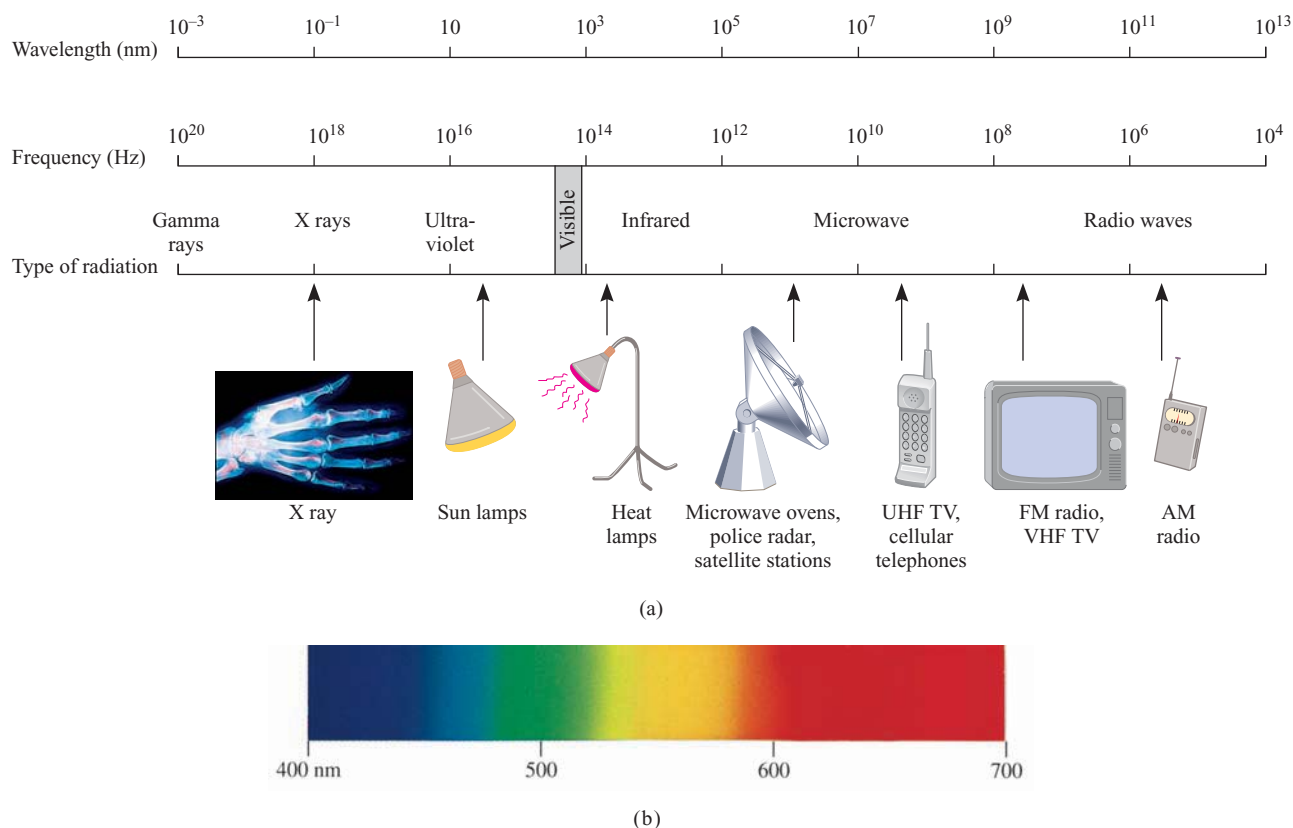 10⁻³ 10⁻¹ 10 10³ 10⁵ 10⁷ 10⁹ 10¹¹ 10¹³
Wavelength (nm)
10²⁰ 10¹⁸ 10¹⁶ 10¹⁴ 10¹² 10¹⁰ 10⁸ 10⁶ 10⁴
Frequency (Hz)
Gamma X rays Ultra- Visible Infrared Microwave Radio waves
rays violet
Type of radiation
X ray Sun lamps Heat Microwave ovens, UHF TV, FM radio, AM
lamps police radar, cellular VHF TV radio
satellite stations telephones
(a)
400 nm 500 600 700
(b)